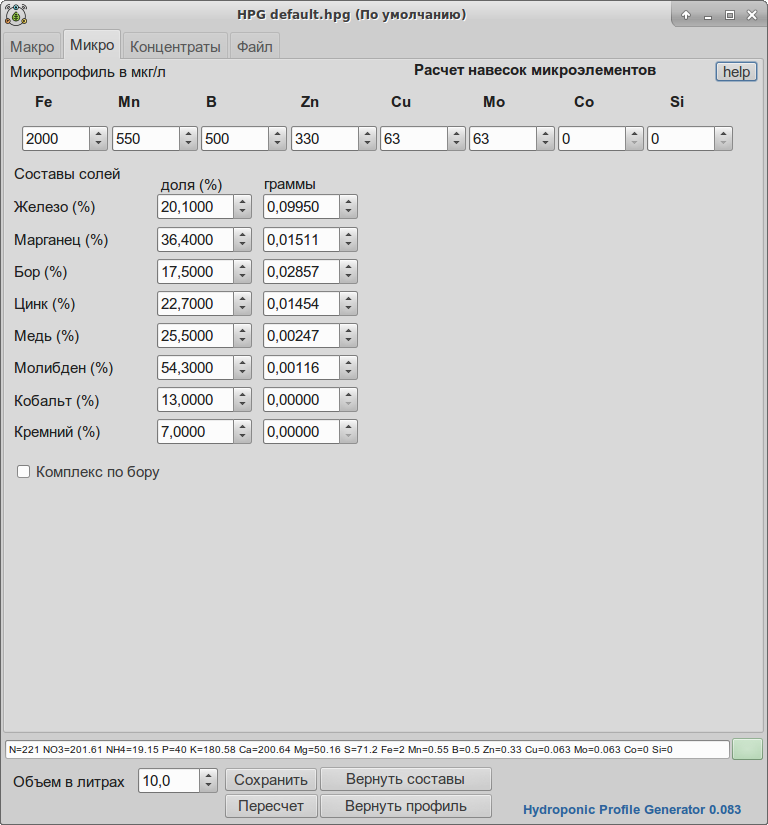 HPG default.hpg (По умолчанию)
Макро Микро Концентраты Файл
Микропрофиль в мкг/л Расчет навесок микроэлементов help
Fe Mn B Zn Cu Mo Co Si
2000 550 500 330 63 63 0 0
Составы солей
доля (%) граммы
Железо (%) 20,1000 0,09950
Марганец (%) 36,4000 0,01511
Бор (%) 17,5000 0,02857
Цинк (%) 22,7000 0,01454
Медь (%) 25,5000 0,00247
Молибден (%) 54,3000 0,00116
Кобальт (%) 13,0000 0,00000
Кремний (%) 7,0000 0,00000
Комплекс по бору
N=221 NO3=201.61 NH4=19.15 P=40 K=180.58 Ca=200.64 Mg=50.16 S=71.2 Fe=2 Mn=0.55 B=0.5 Zn=0.33 Cu=0.063 Mo=0.063 Co=0 Si=0
Объем в литрах 10,0 Сохранить Вернуть составы
Пересчет Вернуть профиль Hydroponic Profile Generator 0.083